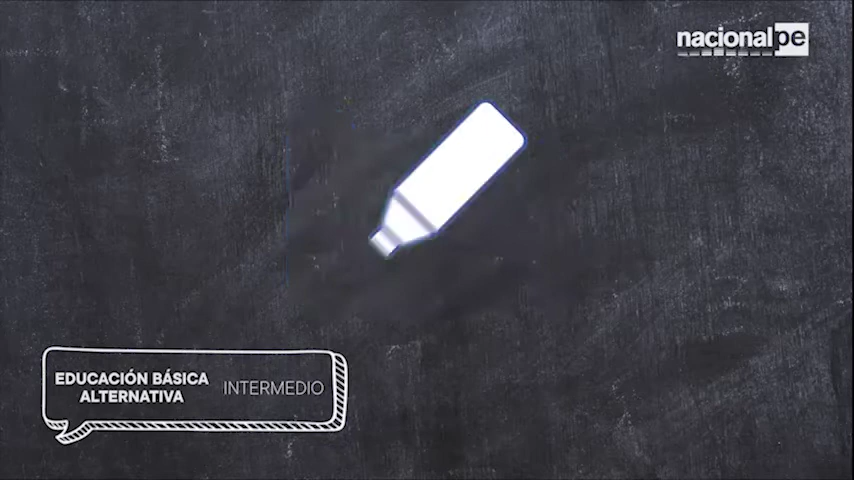 nacionalpe
EDUCACIÓN BÁSICA
ALTERNATIVA
INTERMEDIO